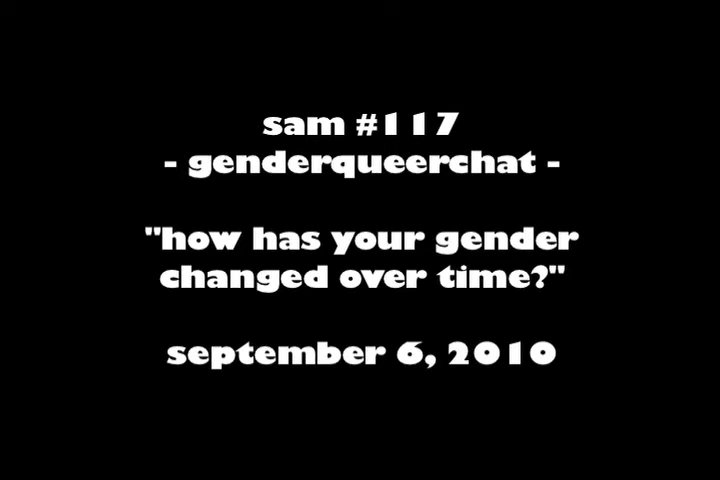 sam #117
- genderqueerchat -
"how has your gender
changed over time?"
september 6, 2010